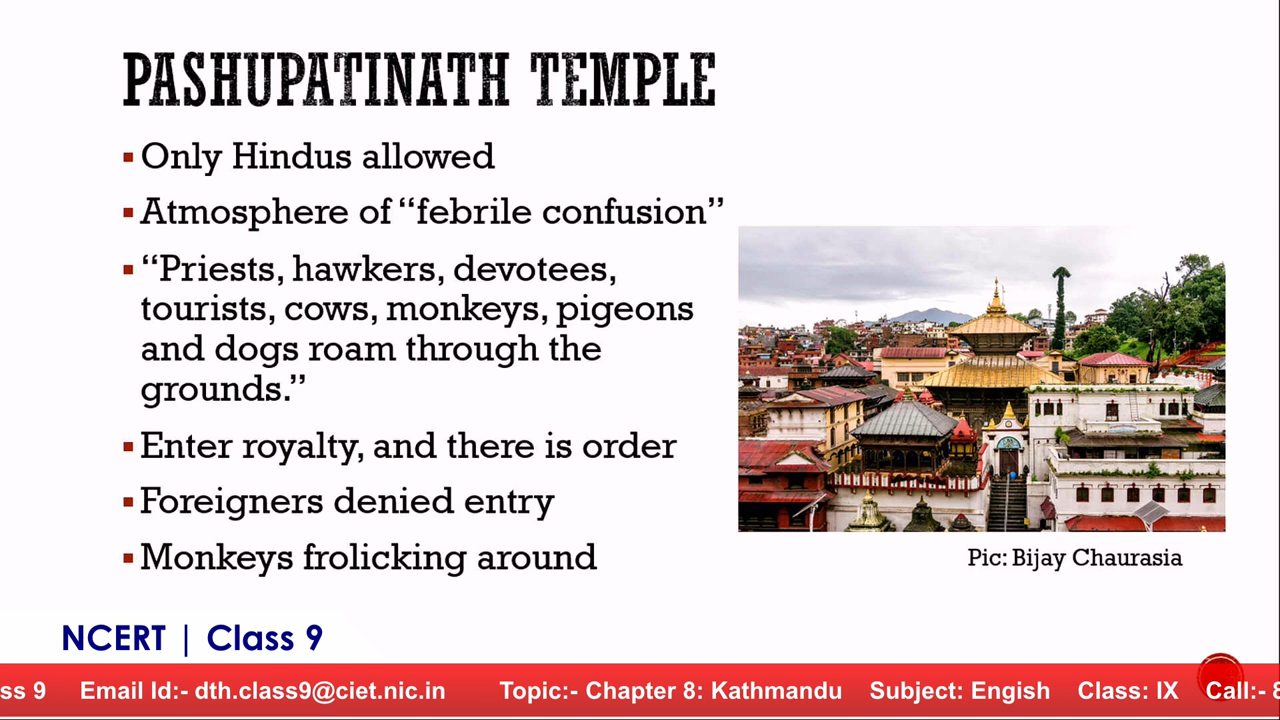 PASHUPATINATH TEMPLE
Only Hindus allowed
Atmosphere of “febrile confusion”
“Priests, hawkers, devotees,
tourists, cows, monkeys, pigeons
and dogs roam through the
grounds.”
Enter royalty, and there is order
Foreigners denied entry
Monkeys frolicking around
Pic: Bijay Chaurasia
NCERT | Class 9
ss 9 Email Id:- dth.class9@ciet.nic.in Topic:- Chapter 8: Kathmandu Subject: Engish Class: IX Call:- 8